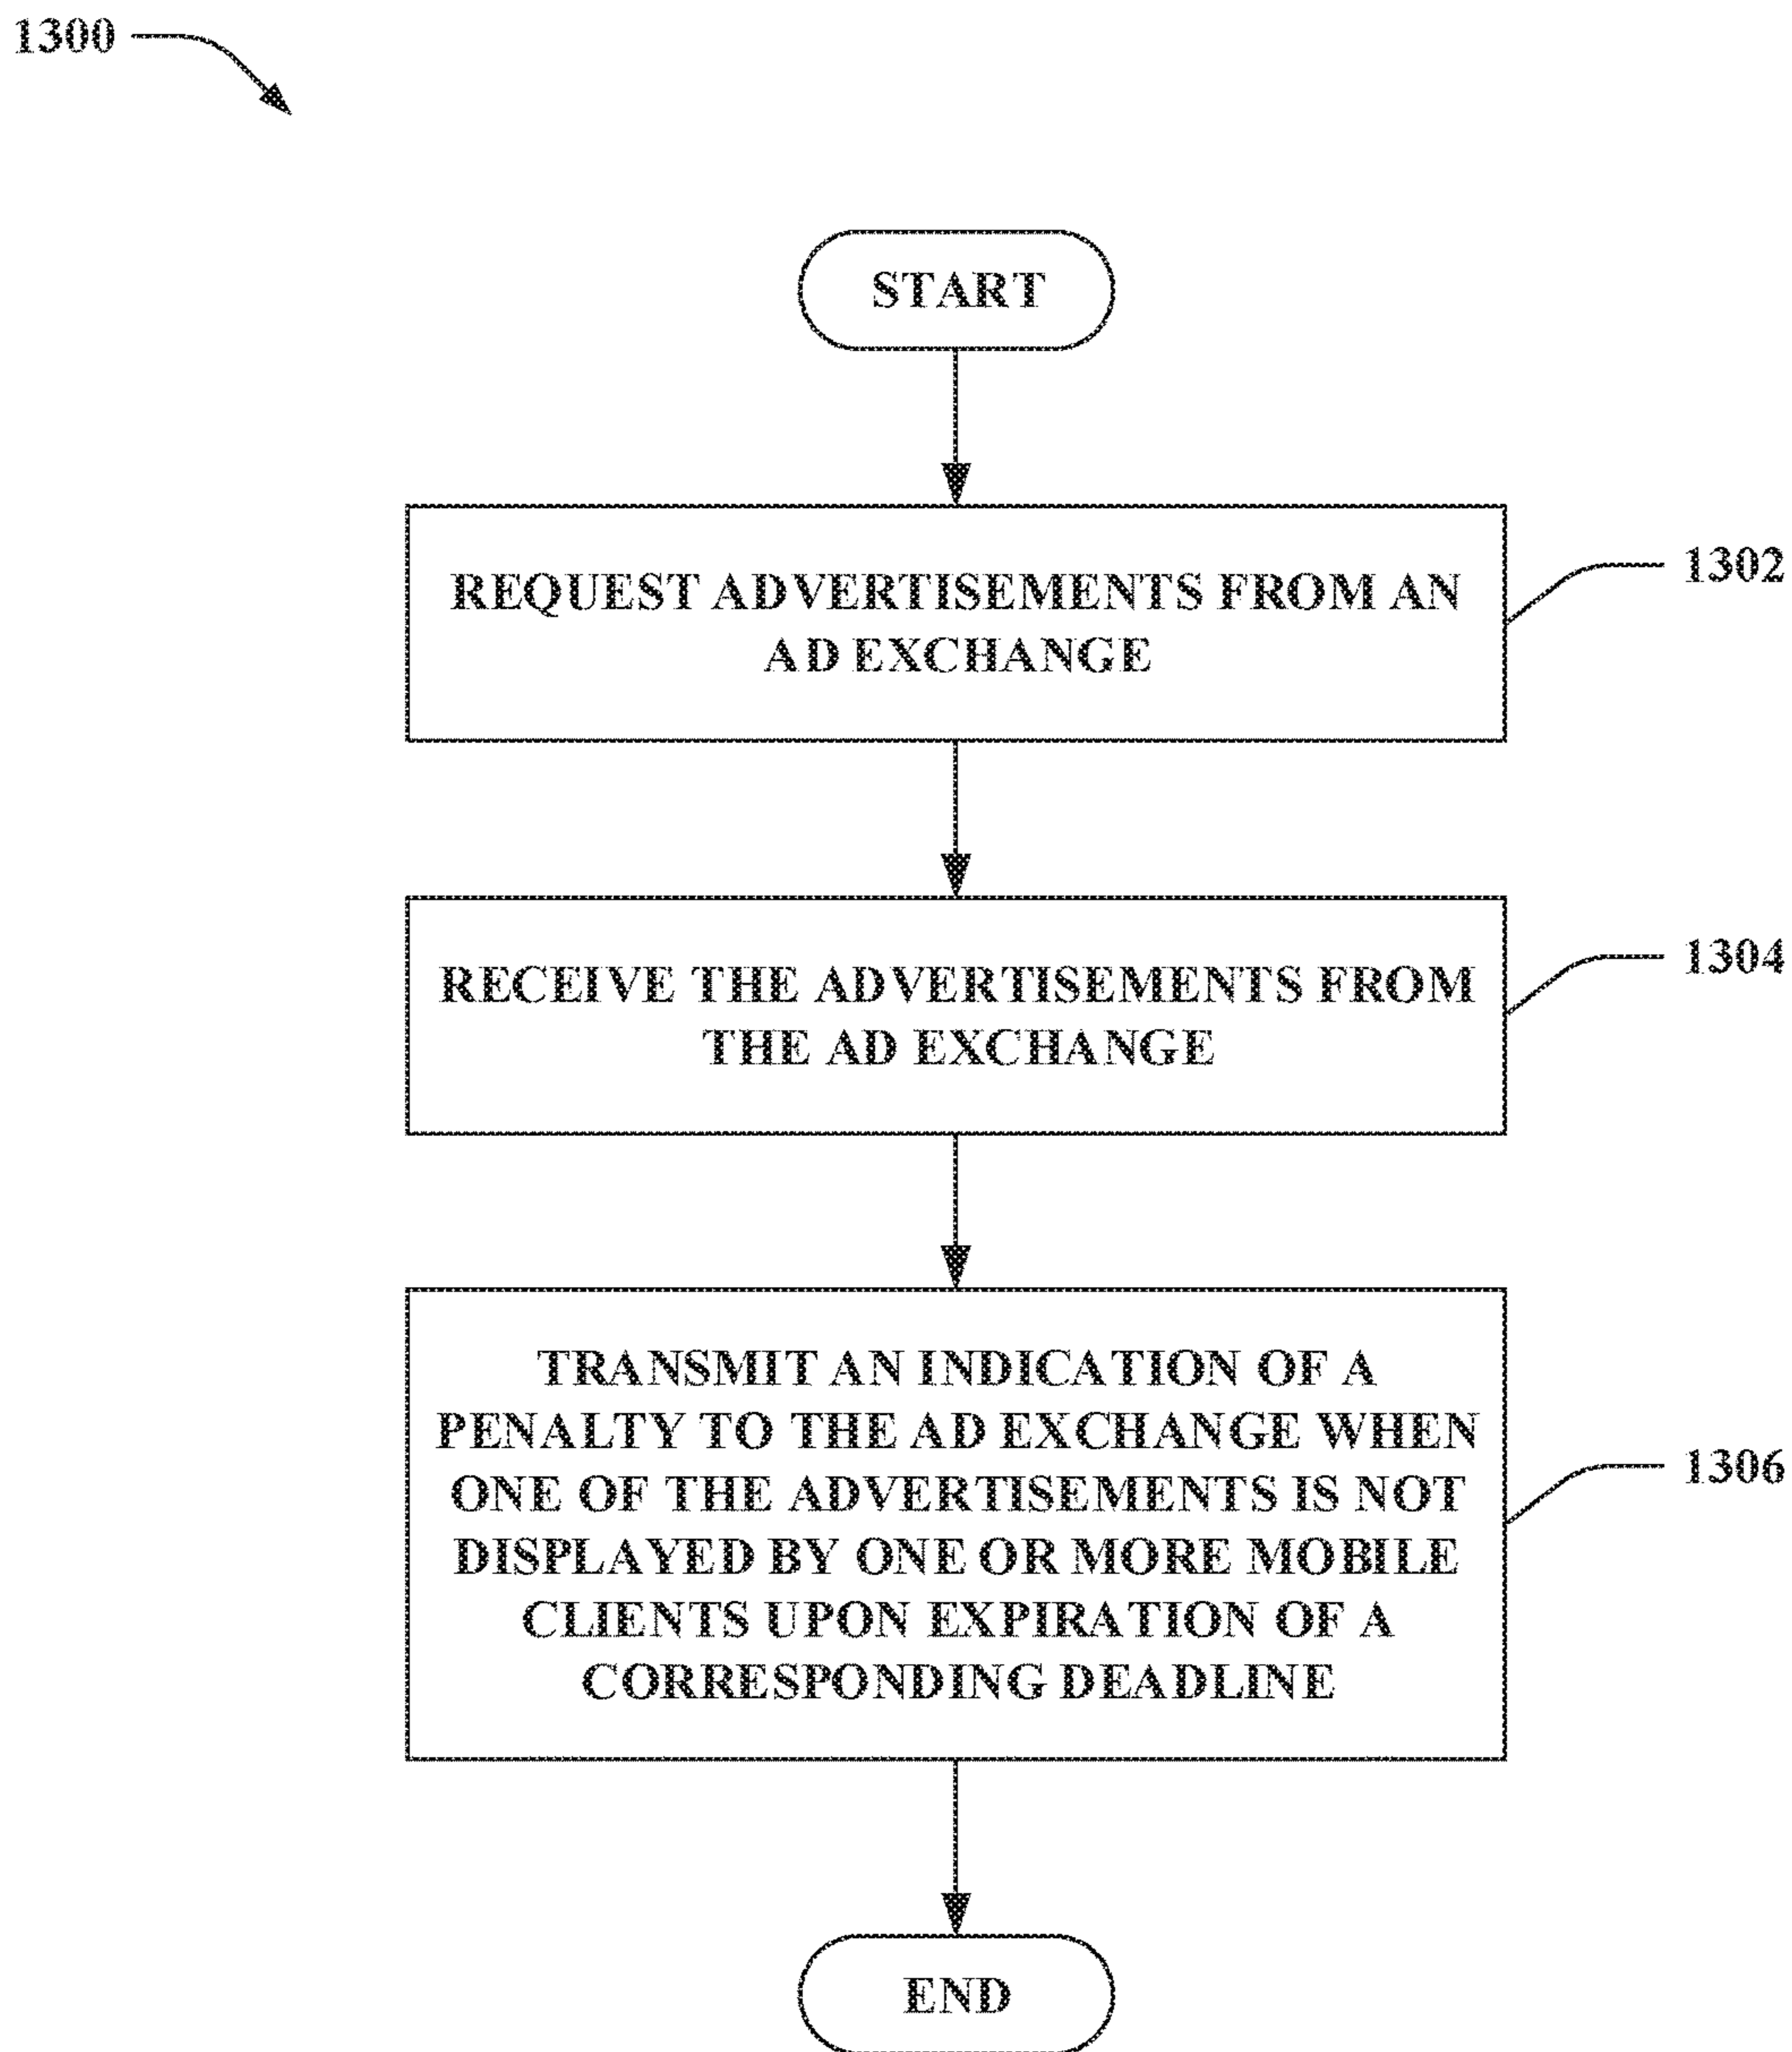 1300
START
REQUEST ADVERTISEMENTS FROM AN
AD EXCHANGE
1302
RECEIVE THE ADVERTISEMENTS FROM
THE AD EXCHANGE
1304
TRANSMIT AN INDICATION OF A
PENALTY TO THE AD EXCHANGE WHEN
ONE OF THE ADVERTISEMENTS IS NOT
DISPLAYED BY ONE OR MORE MOBILE
CLIENTS UPON EXPIRATION OF A
CORRESPONDING DEADLINE
1306
END